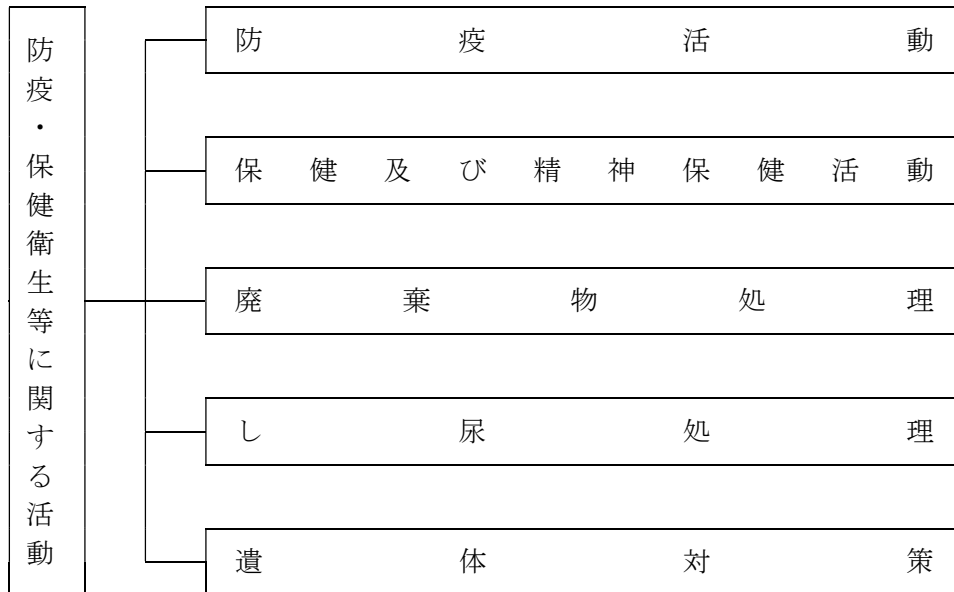 防疫・保健衛生等に関する活動
防疫活動
保健及び精神保健活動
廃棄物処理
し尿処理
遺体対策